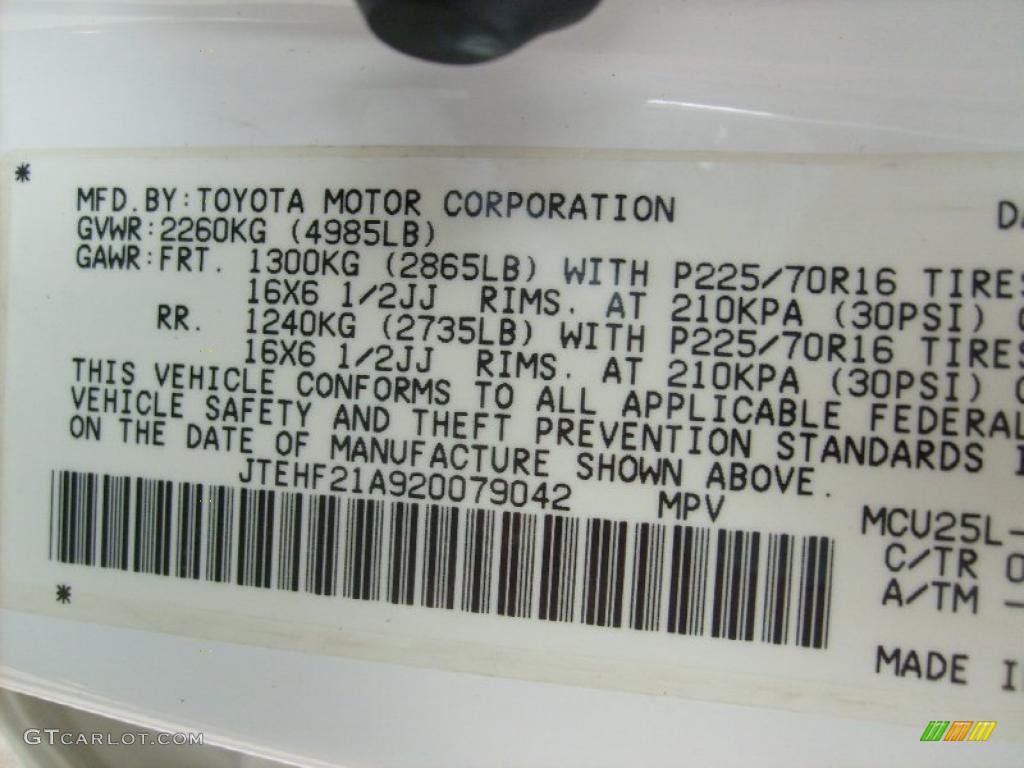 *
MFD.BY:TOYOTA MOTOR CORPORATION
GVWR:2260KG (4985LB)
GAWR:FRT. 1300KG (2865LB) WITH P225/70R16 TIRES
16X6 1/2JJ RIMS. AT 210KPA (30PSI)
RR. 1240KG (2735LB) WITH P225/70R16 TIRES
16X6 1/2JJ RIMS. AT 210KPA (30PSI)
THIS VEHICLE CONFORMS TO ALL APPLICABLE FEDERAL
VEHICLE SAFETY AND THEFT PREVENTION STANDARDS
ON THE DATE OF MANUFACTURE SHOWN ABOVE.
JTEHF21A920079042 MPV
MCU25L-
C/TR
A/TM -
*
MADE
GTCARLOT.COM